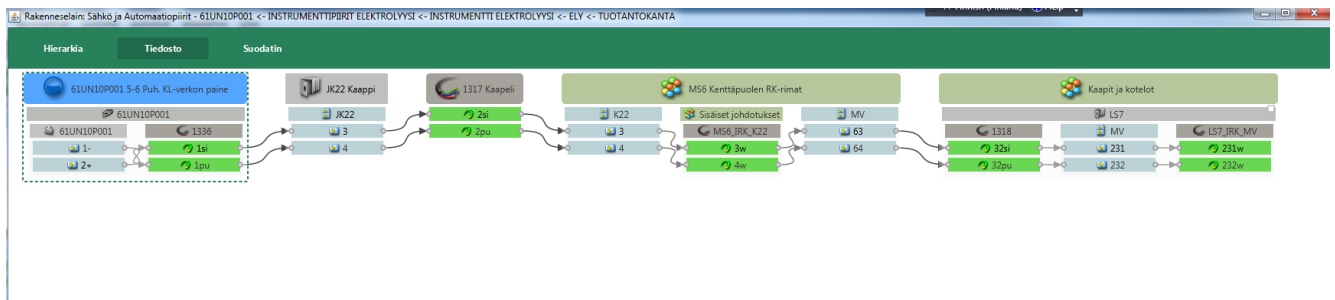 Rakenneselain: Sähkö ja Automaatiopiirit - 61UN10P001 <- INSTRUMENTTIPIIRIT ELEKTROLYYSI <- INSTRUMENTTI ELEKTROLYYSI <- ELY <- TUOTANTOKANTA
Hierarkia Tiedosto Suodatin
61UN10P001 5-6 Puh. KL-verkon paine JK22 Kaappi 1317 Kaapeli MS6 Kenttäpuolen RK-rimat Kaapit ja kotelot
61UN10P001 JK22 2si K22 Sisäiset johdotukset MV LS7
61UN10P001 1336 3 2pu 3 MS6_IRK_K22 63 1318 MV LS7_IRK_MV
1- 1si 4 4 3w 64 32si 231 231w
2+ 1pu 4w 32pu 232 232w